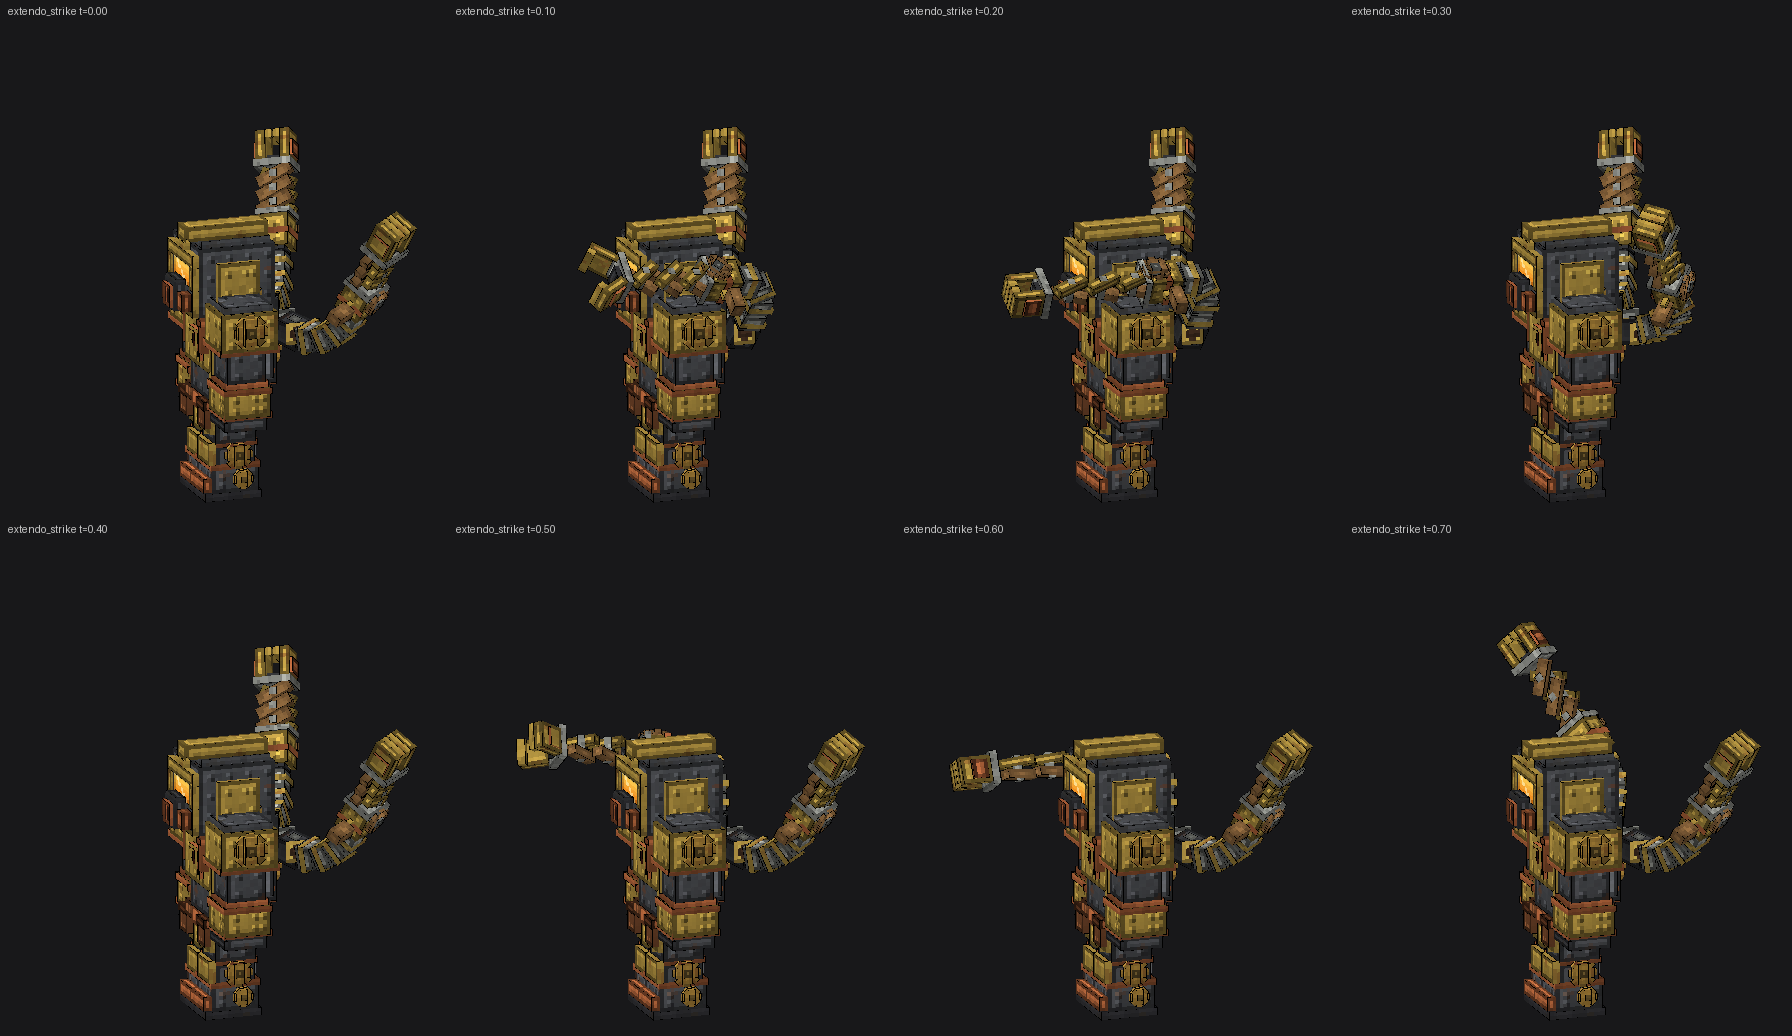 extendo_strike t=0.00
extendo_strike t=0.10
extendo_strike t=0.20
extendo_strike t=0.30
extendo_strike t=0.40
extendo_strike t=0.50
extendo_strike t=0.60
extendo_strike t=0.70